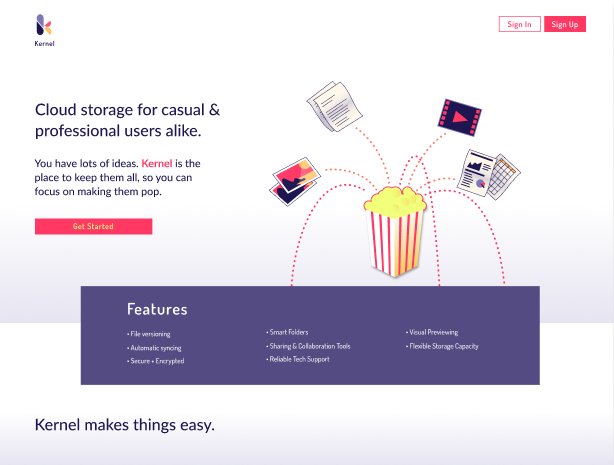 Kernel
Sign In
Sign Up
Cloud storage for casual &
professional users alike.
You have lots of ideas. Kernel is the
place to keep them all, so you can
focus on making them pop.
Get Started
Features
• File versioning
• Automatic syncing
• Secure + Encrypted
• Smart Folders
• Sharing & Collaboration Tools
• Reliable Tech Support
• Visual Previewing
• Flexible Storage Capacity
Kernel makes things easy.